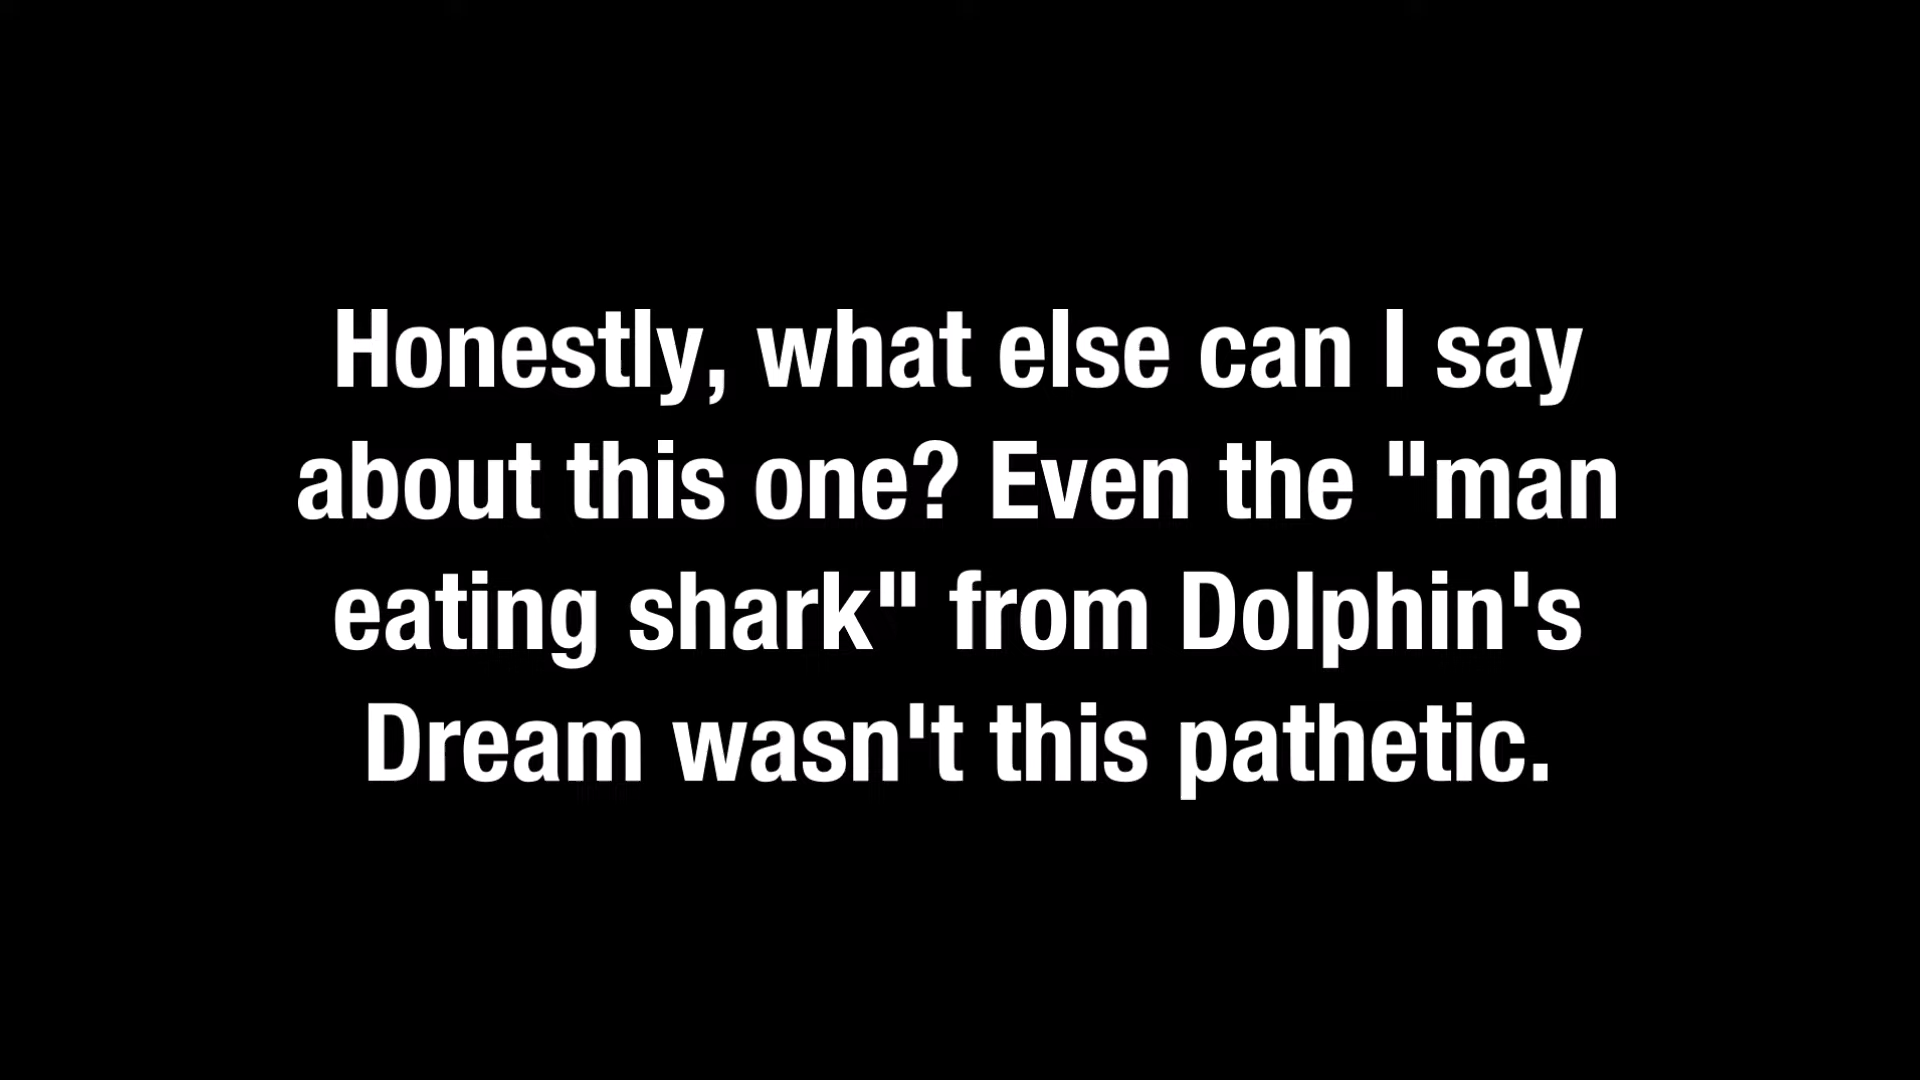 Honestly, what else can I say
about this one? Even the "man
eating shark" from Dolphin's
Dream wasn't this pathetic.